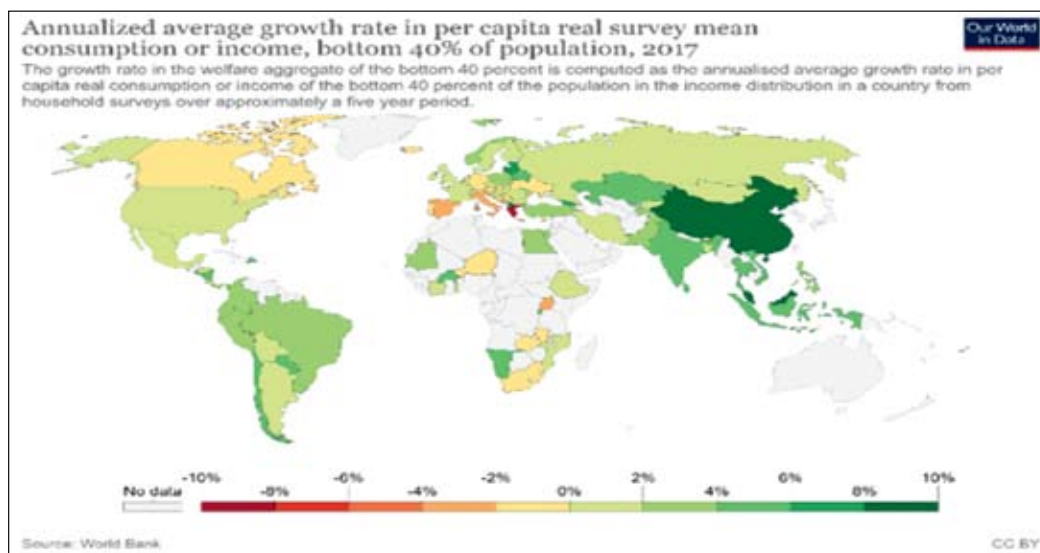 Annualized average growth rate in per capita real survey mean
consumption or income, bottom 40% of population, 2017
Our World
in Data
The growth rate in the welfare aggregate of the bottom 40 percent is computed as the annualised average growth rate in per
capita real consumption or income of the bottom 40 percent of the population in the income distribution in a country from
household surveys over approximately a five year period.
No data
-10%
-8%
-6%
-4%
-2%
0%
2%
4%
6%
8%
10%
Source: World Bank
CC BY